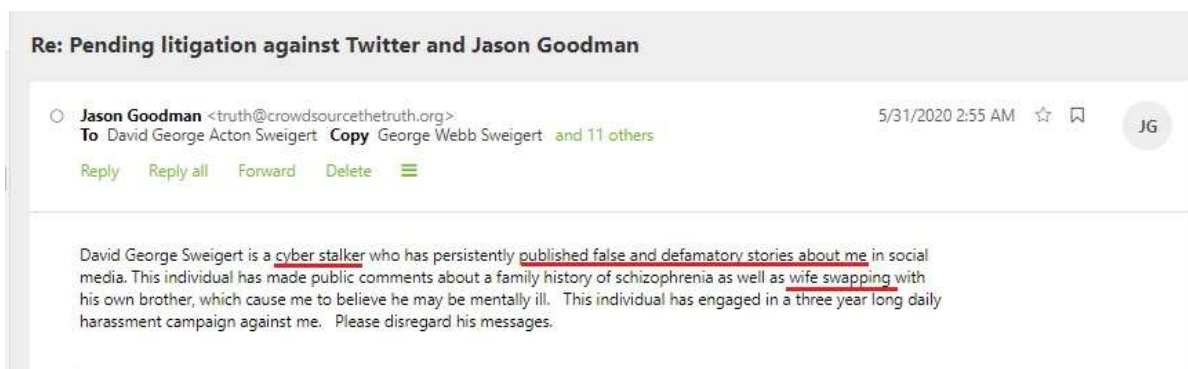 Re: Pending litigation against Twitter and Jason Goodman
Jason Goodman <truth@crowdsourcethetruth.org>
5/31/2020 2:55 AM
JG
To David George Acton Sweigert Copy George Webb Sweigert and 11 others
Reply Reply all Forward Delete
David George Sweigert is a cyber stalker who has persistently published false and defamatory stories about me in social
media. This individual has made public comments about a family history of schizophrenia as well as wife swapping with
his own brother, which cause me to believe he may be mentally ill. This individual has engaged in a three year long daily
harassment campaign against me. Please disregard his messages.